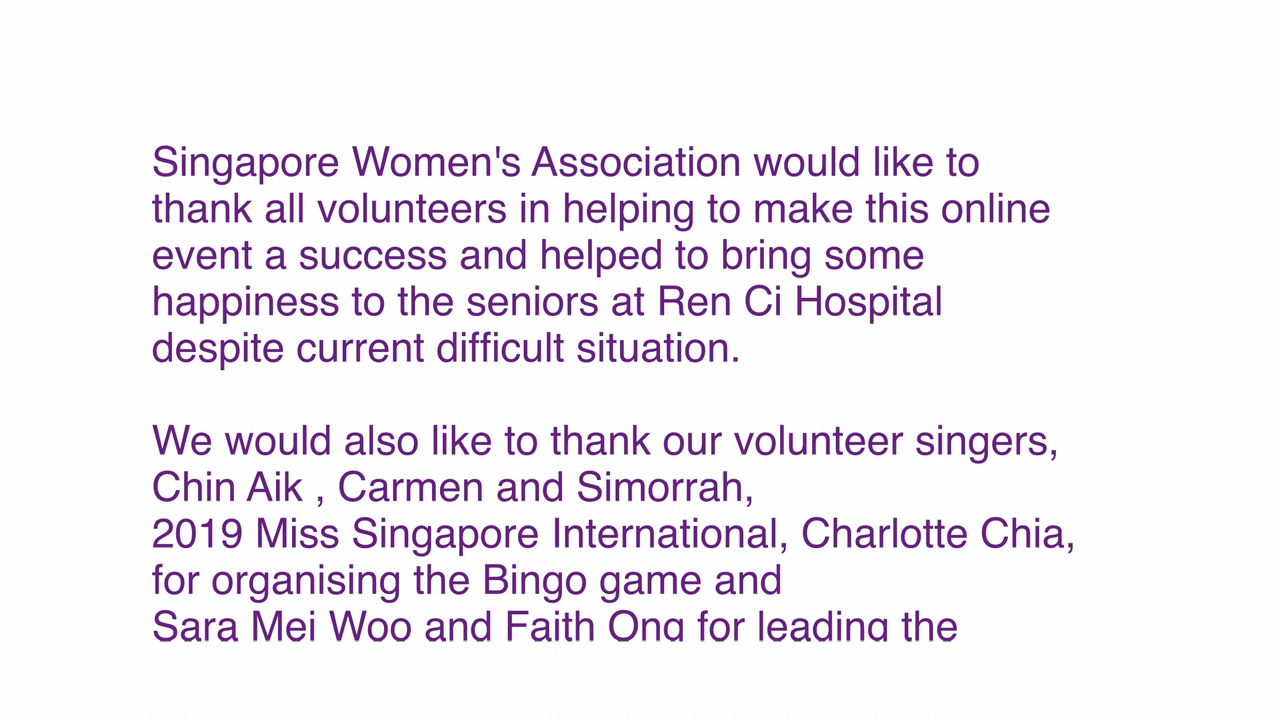 Singapore Women's Association would like to
thank all volunteers in helping to make this online
event a success and helped to bring some
happiness to the seniors at Ren Ci Hospital
despite current difficult situation.
We would also like to thank our volunteer singers,
Chin Aik , Carmen and Simorrah,
2019 Miss Singapore International, Charlotte Chia,
for organising the Bingo game and
Sara Mei Woo and Faith Ong for leading the